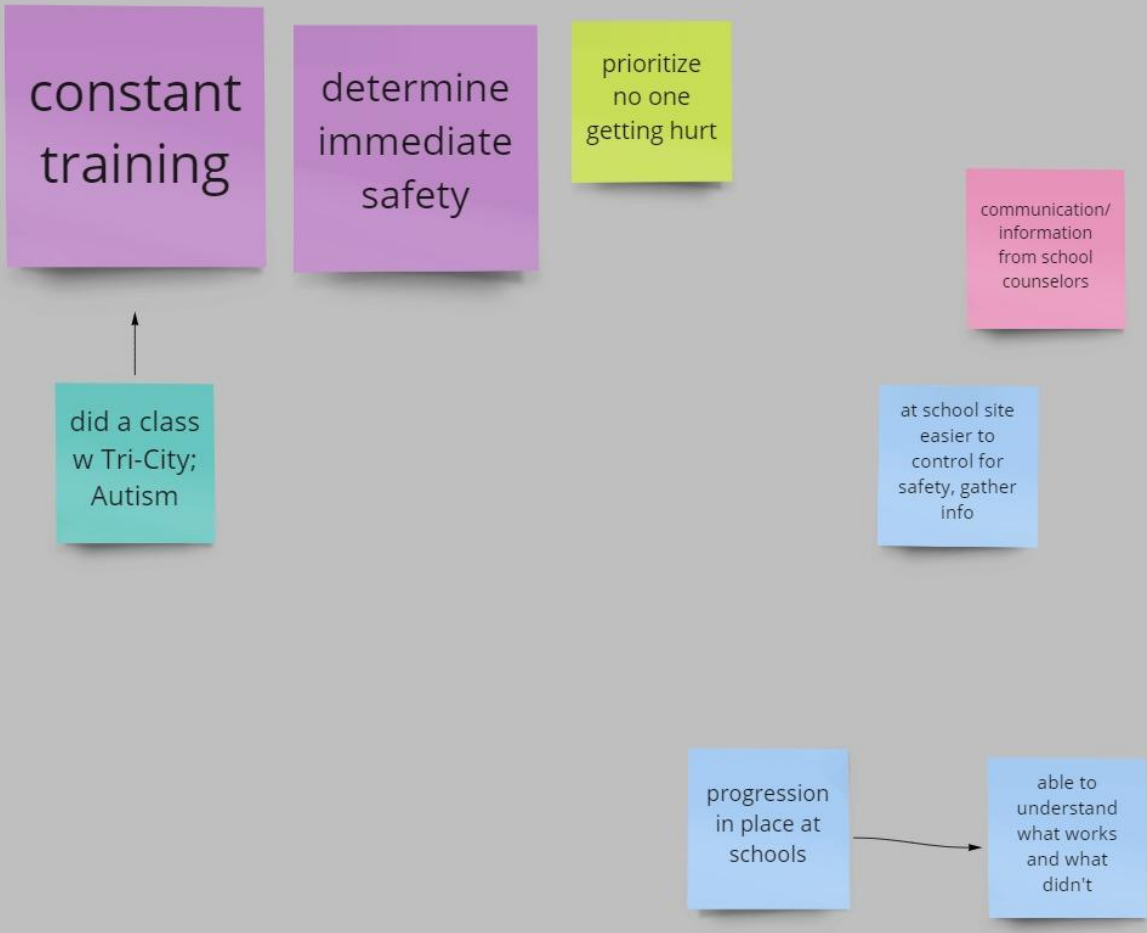 constant
training
determine
immediate
safety
prioritize
no one
getting hurt
communication/
information
from school
counselors
did a class
w Tri-City;
Autism
at school site
easier to
control for
safety, gather
info
progression
in place at
schools
able to
understand
what works
and what
didn't